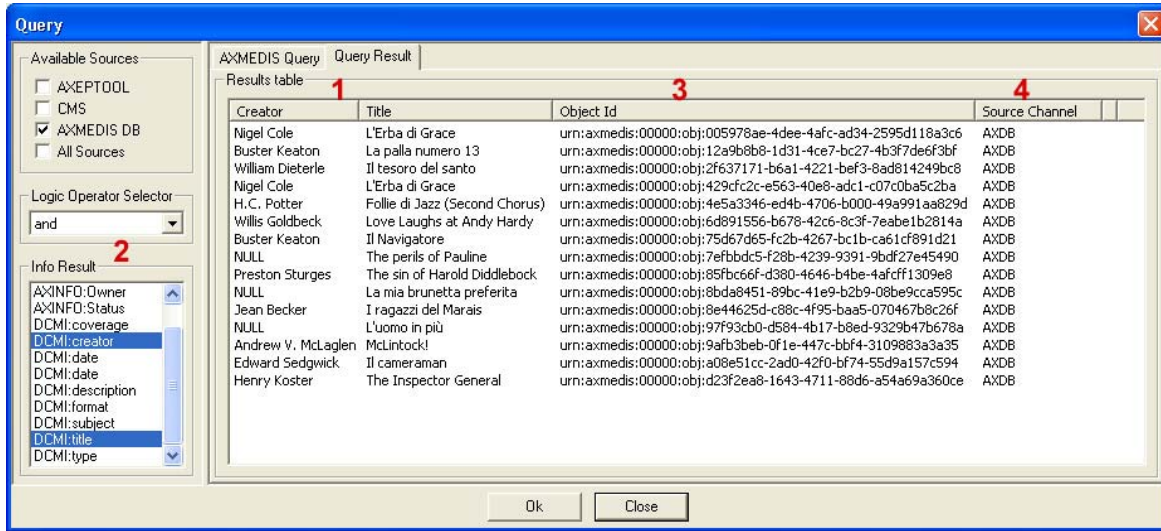 Query
Available Sources
AXEPTOOL
CMS
AXMEDIS DB
All Sources
Logic Operator Selector
and
2
Info Result
AXINFO:Owner
AXINFO:Status
DCMI:coverage
DCMI:creator
DCMI:date
DCMI:date
DCMI:description
DCMI:format
DCMI:subject
DCMI:title
DCMI:type
AXMEDIS Query Query Result
Results table
1 3 4
Creator Title Object Id Source Channel
Nigel Cole L'Erba di Grace urn:axmedis:00000:obj:005978ae-4dee-4afc-ad34-2595d118a3c6 AXDB
Buster Keaton La palla numero 13 urn:axmedis:00000:obj:12a9b8b8-1d31-4ce7-bc27-4b3f7de6f3bf AXDB
William Dieterle Il tesoro del santo urn:axmedis:00000:obj:2f637171-b6a1-4221-bef3-8ad814249bc8 AXDB
Nigel Cole L'Erba di Grace urn:axmedis:00000:obj:429cfc2c-e563-40e8-adc1-c07c0ba5c2ba AXDB
H.C. Potter Follie di Jazz (Second Chorus) urn:axmedis:00000:obj:4e5a3346-ed4b-4706-b000-49a991aa829d AXDB
Willis Goldbeck Love Laughs at Andy Hardy urn:axmedis:00000:obj:6d891556-b678-42c6-8c3f-7eabe1b2814a AXDB
Buster Keaton Il Navigatore urn:axmedis:00000:obj:75d67d65-fc2b-4267-bc1b-ca61cf891d21 AXDB
NULL The perils of Pauline urn:axmedis:00000:obj:7efbbdc5-f28b-4239-9391-9bdf27e45490 AXDB
Preston Sturges The sin of Harold Diddlebock urn:axmedis:00000:obj:85fbc66f-d380-4646-b4be-4afcff1309e8 AXDB
NULL La mia brunetta preferita urn:axmedis:00000:obj:8bda8451-89bc-41e9-b2b9-08be9cca595c AXDB
Jean Becker I ragazzi del Marais urn:axmedis:00000:obj:8e44625d-c88c-4f95-baa5-070467b8c26f AXDB
NULL L'uomo in più urn:axmedis:00000:obj:97f93cb0-d584-4b17-b8ed-9329b47b678a AXDB
Andrew V. McLaglen McLintock! urn:axmedis:00000:obj:9afb3beb-0f1e-447c-bbf4-3109883a3a35 AXDB
Edward Sedgwick Il cameraman urn:axmedis:00000:obj:a08e51cc-2ad0-42f0-bf74-55d9a157c594 AXDB
Henry Koster The Inspector General urn:axmedis:00000:obj:d23f2ea8-1643-4711-88d6-a54a69a360ce AXDB
Ok Close